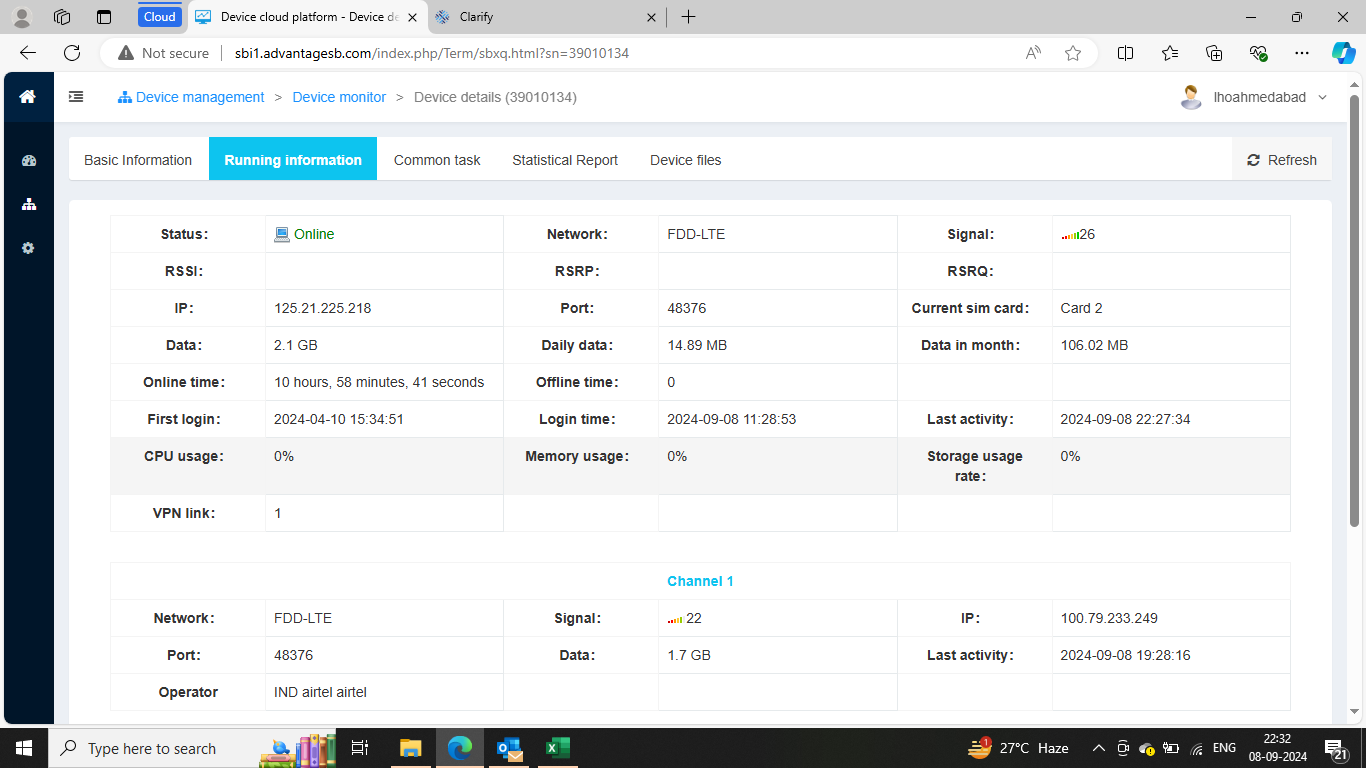 Cloud
Device cloud platform - Device de
Clarify
Not secure
sbi1.advantagesb.com/index.php/Term/sbxq.html?sn=39010134
Device management > Device monitor > Device details (39010134)
lhoahmedabad
Basic Information Running information Common task Statistical Report Device files Refresh
Status: Online Network: FDD-LTE Signal: 26
RSSI: RSRP: RSRQ:
IP: 125.21.225.218 Port: 48376 Current sim card: Card 2
Data: 2.1 GB Daily data: 14.89 MB Data in month: 106.02 MB
Online time: 10 hours, 58 minutes, 41 seconds Offline time: 0
First login: 2024-04-10 15:34:51 Login time: 2024-09-08 11:28:53 Last activity: 2024-09-08 22:27:34
CPU usage: 0% Memory usage: 0% Storage usage rate: 0%
VPN link: 1
Channel 1
Network: FDD-LTE Signal: 22 IP: 100.79.233.249
Port: 48376 Data: 1.7 GB Last activity: 2024-09-08 19:28:16
Operator IND airtel airtel
Type here to search
1
27°C Haze
ENG
22:32
08-09-2024
21